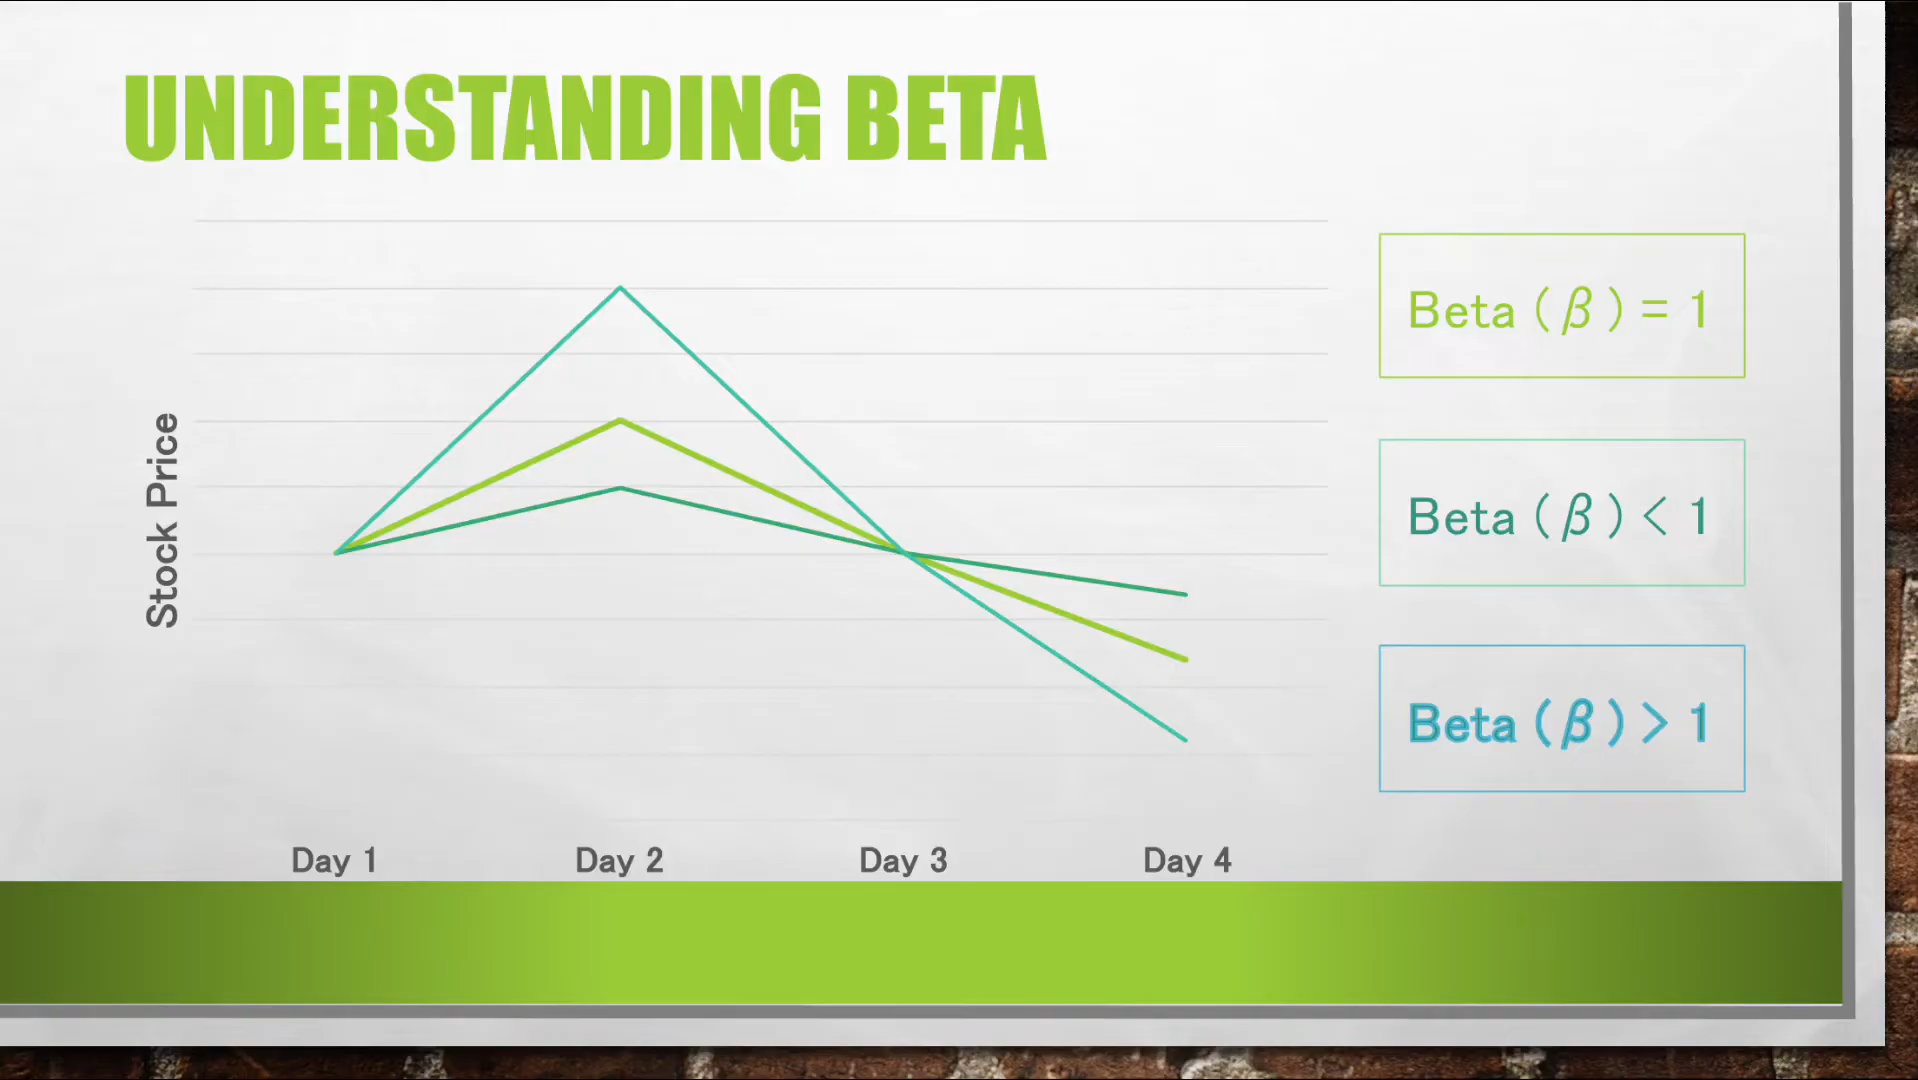 UNDERSTANDING BETA
Stock Price
Beta (β) = 1
Beta (β) < 1
Beta (β) > 1
Day 1 Day 2 Day 3 Day 4